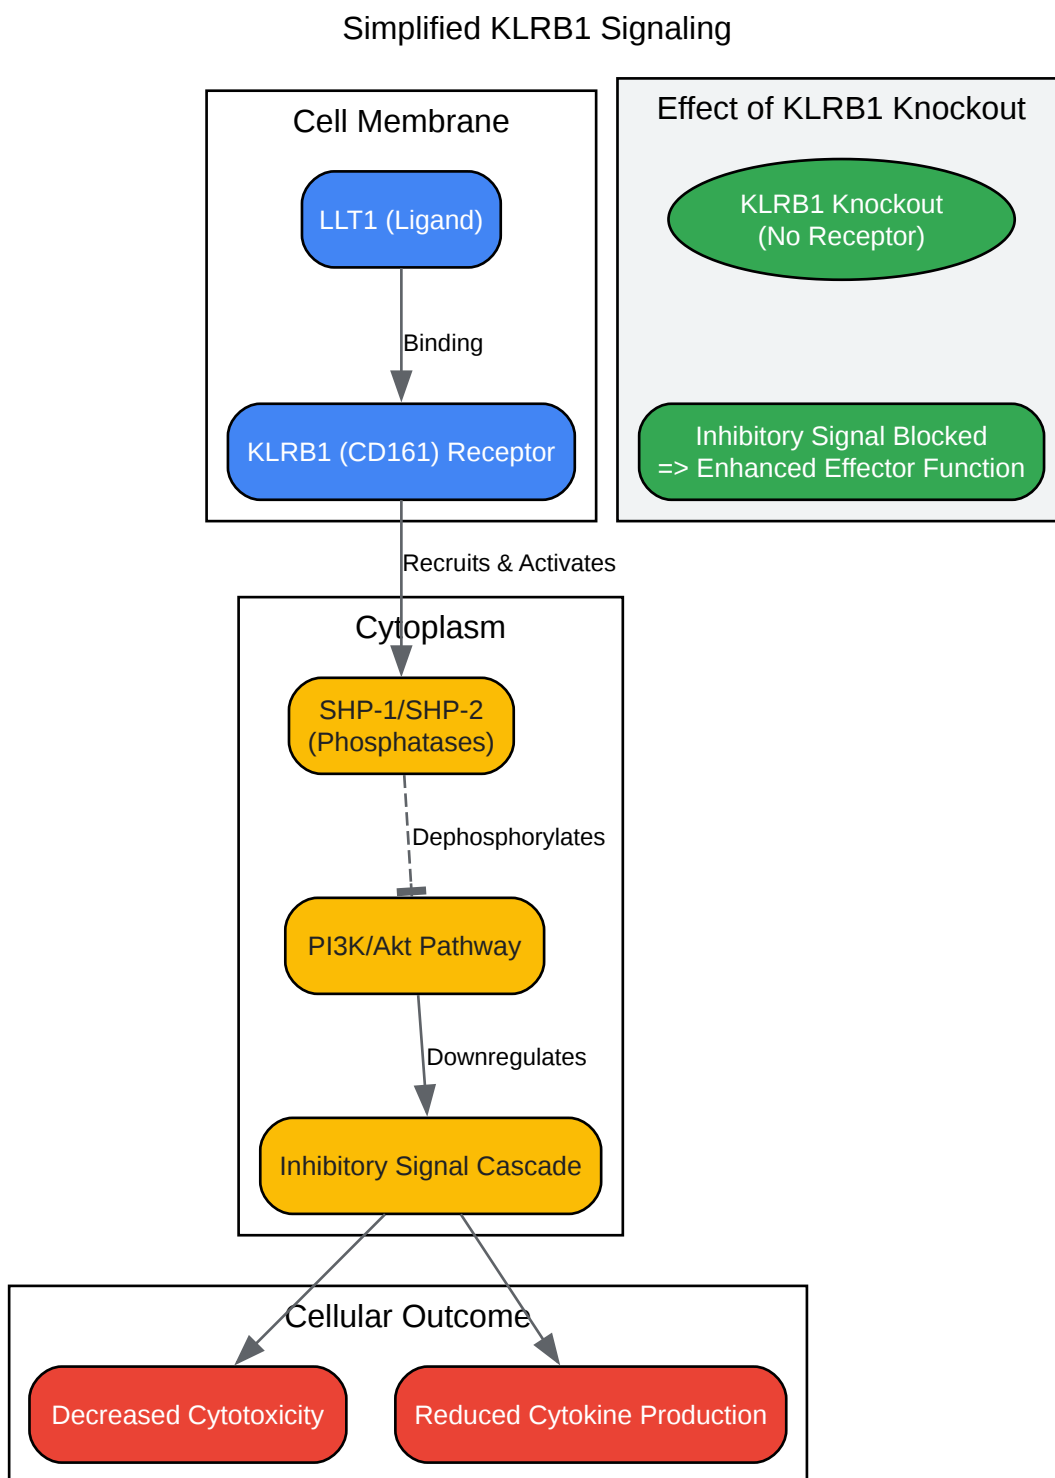 Simplified KLRB1 Signaling
Cell Membrane
LLT1 (Ligand)
Binding
KLRB1 (CD161) Receptor
Effect of KLRB1 Knockout
KLRB1 Knockout
(No Receptor)
Inhibitory Signal Blocked
=> Enhanced Effector Function
Recruits & Activates
Cytoplasm
SHP-1/SHP-2
(Phosphatases)
Dephosphorylates
PI3K/Akt Pathway
Downregulates
Inhibitory Signal Cascade
Cellular Outcome
Decreased Cytotoxicity
Reduced Cytokine Production